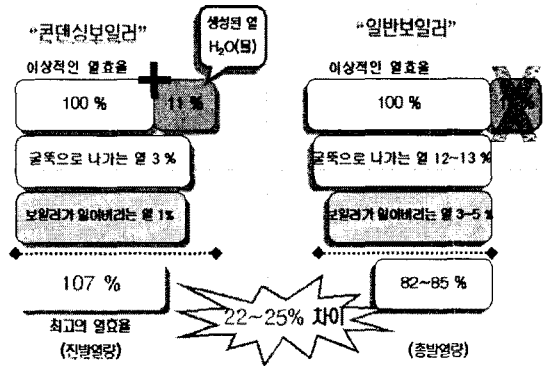 “콘덴싱보일러”
생성된 열
H₂O(물)
“일반보일러”
이상적인 열효율
100 %
11 %
이상적인 열효율
100 %
굴뚝으로 나가는 열 3 %
굴뚝으로 나가는 열 12~13 %
보일러가 잃어버리는 열 1%
보일러가 잃어버리는 열 3~5 %
107 %
82~85 %
22~25% 차이
최고의 열효율
(진발열량)
(총발열량)